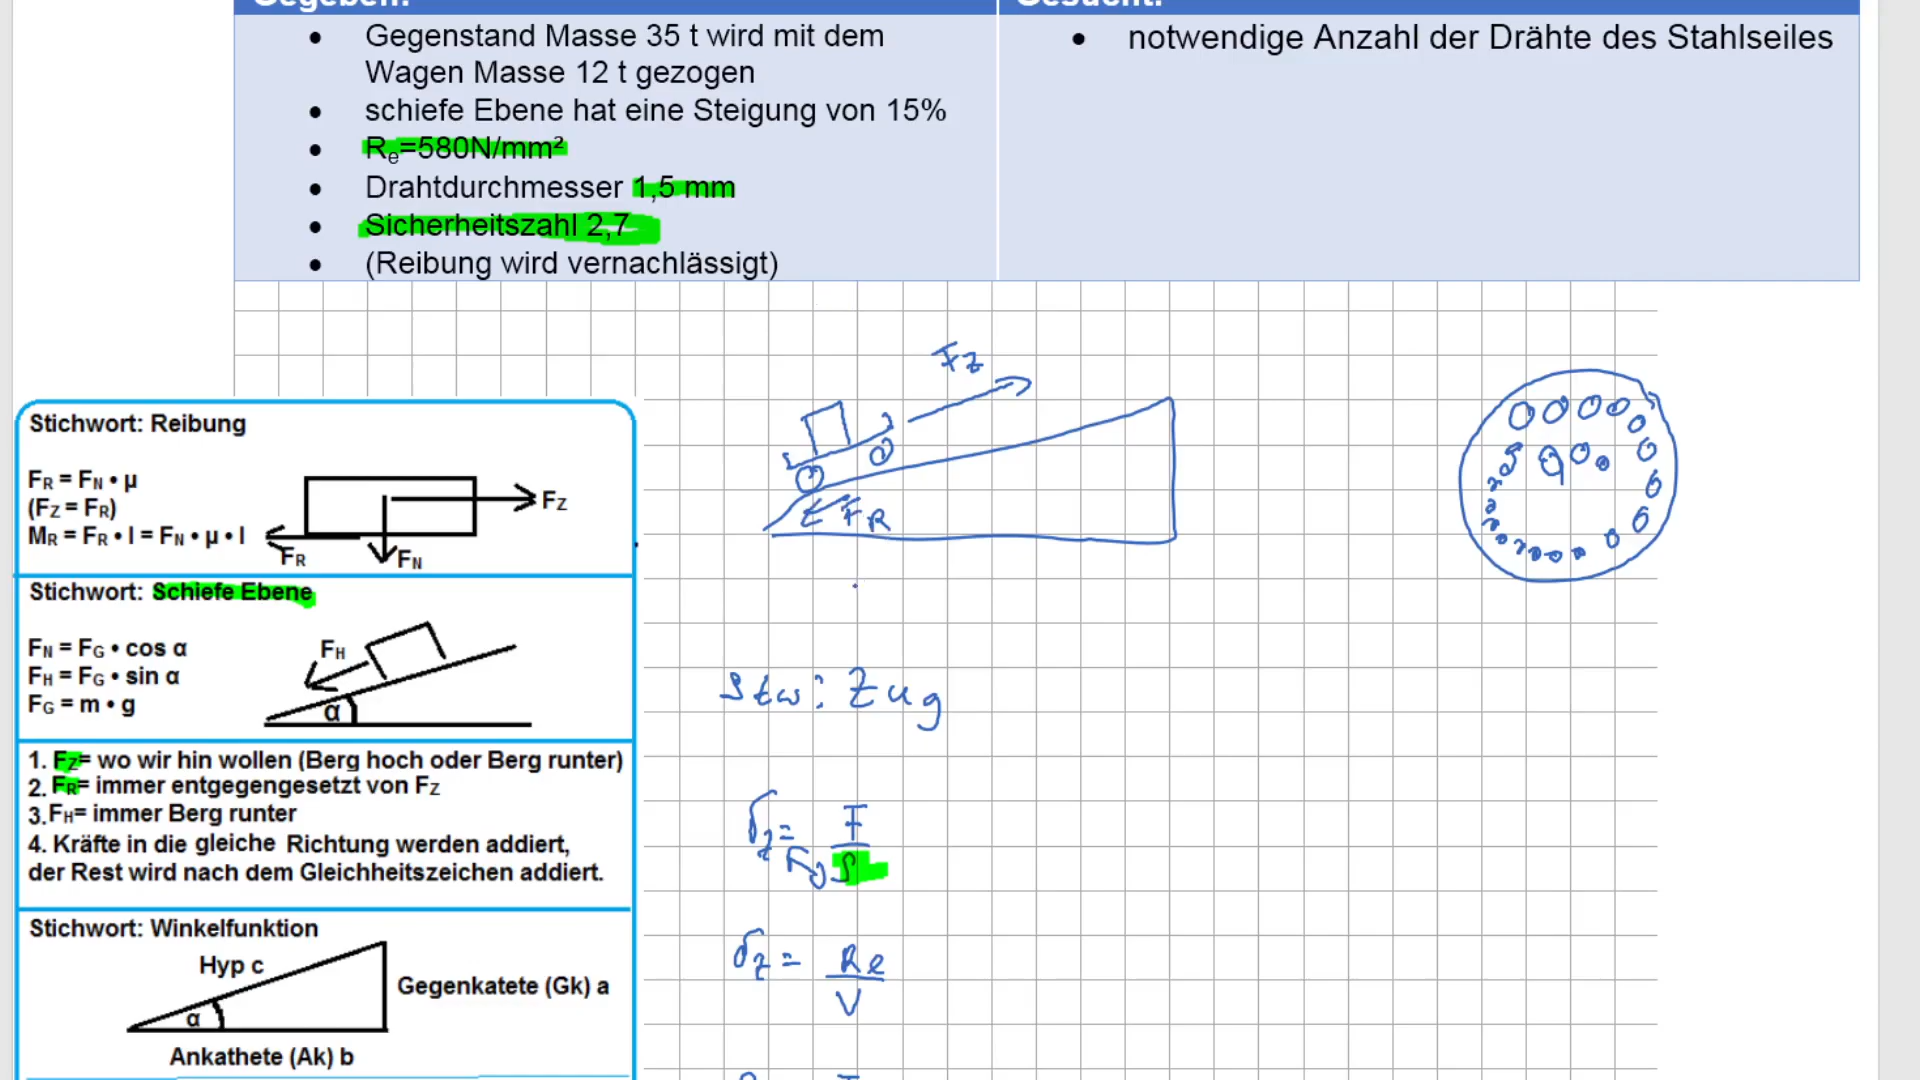 Gegeben:
Gesucht:
Gegenstand Masse 35 t wird mit dem
Wagen Masse 12 t gezogen
schiefe Ebene hat eine Steigung von 15%
Re=580N/mm²
Drahtdurchmesser 1,5 mm
Sicherheitszahl 2,7
(Reibung wird vernachlässigt)
notwendige Anzahl der Drähte des Stahlseiles
Fz
FR
Stichwort: Reibung
FR = FN • µ
(FZ = FR)
MR = FR • l = FN • µ • l
FZ
FR
FN
Stichwort: Schiefe Ebene
FN = FG • cos α
FH = FG • sin α
FG = m • g
FH
α
1. FZ= wo wir hin wollen (Berg hoch oder Berg runter)
2. FR= immer entgegengesetzt von FZ
3.FH= immer Berg runter
4. Kräfte in die gleiche Richtung werden addiert,
der Rest wird nach dem Gleichheitszeichen addiert.
Stichwort: Winkelfunktion
Hyp c
Gegenkatete (Gk) a
α
Ankathete (Ak) b
Stw: Zug
σz = F
S
σz = Re
V